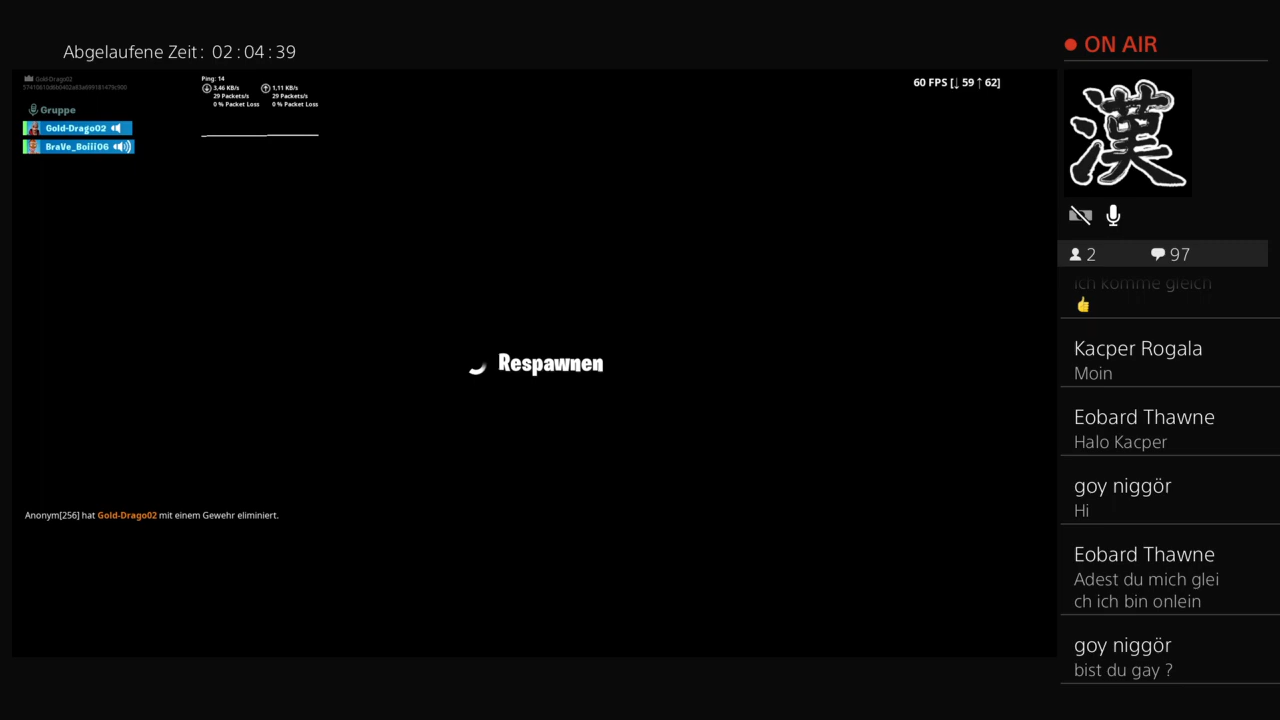 Abgelaufene Zeit: 02:04:39
ON AIR
Gold-Drago02
Ping: 14
3,46 KB/s
1,11 KB/s
29 Packets/s
29 Packets/s
0 % Packet Loss
0 % Packet Loss
60 FPS [↓ 59 ↑ 62]
漢
Gruppe
Gold-Drago02
BraVe_Boiii06
2
97
ich komme gleich
👍
Respawnen
Kacper Rogala
Moin
Eobard Thawne
Halo Kacper
goy niggör
Hi
Anonym[256] hat Gold-Drago02 mit einem Gewehr eliminiert.
Eobard Thawne
Adest du mich glei
ch ich bin onlein
goy niggör
bist du gay ?